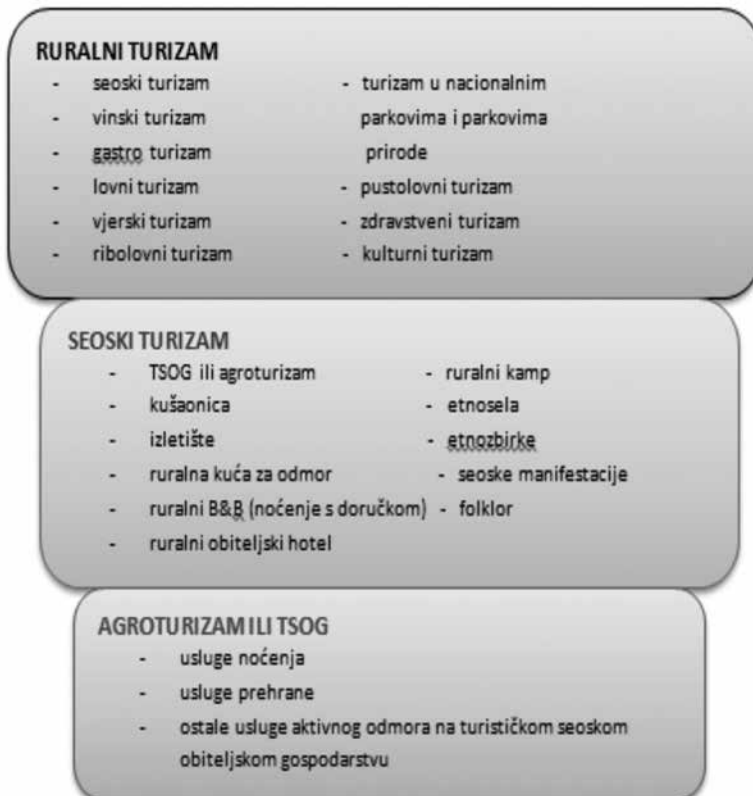 RURALNI TURIZAM
- seoski turizam
- vinski turizam
- gastro turizam
- lovni turizam
- vjerski turizam
- ribolovni turizam
- turizam u nacionalnim
parkovima i parkovima
prirode
- pustolovni turizam
- zdravstveni turizam
- kulturni turizam
SEOSKI TURIZAM
- TSOG ili agroturizam
- kušaonica
- izletište
- ruralna kuća za odmor
- ruralni B&B (noćenje s doručkom)
- ruralni obiteljski hotel
- ruralni kamp
- etnosela
- etnozbirke
- seoske manifestacije
- folklor
AGROTURIZAM ILI TSOG
- usluge noćenja
- usluge prehrane
- ostale usluge aktivnog odmora na turističkom seoskom
obiteljskom gospodarstvu